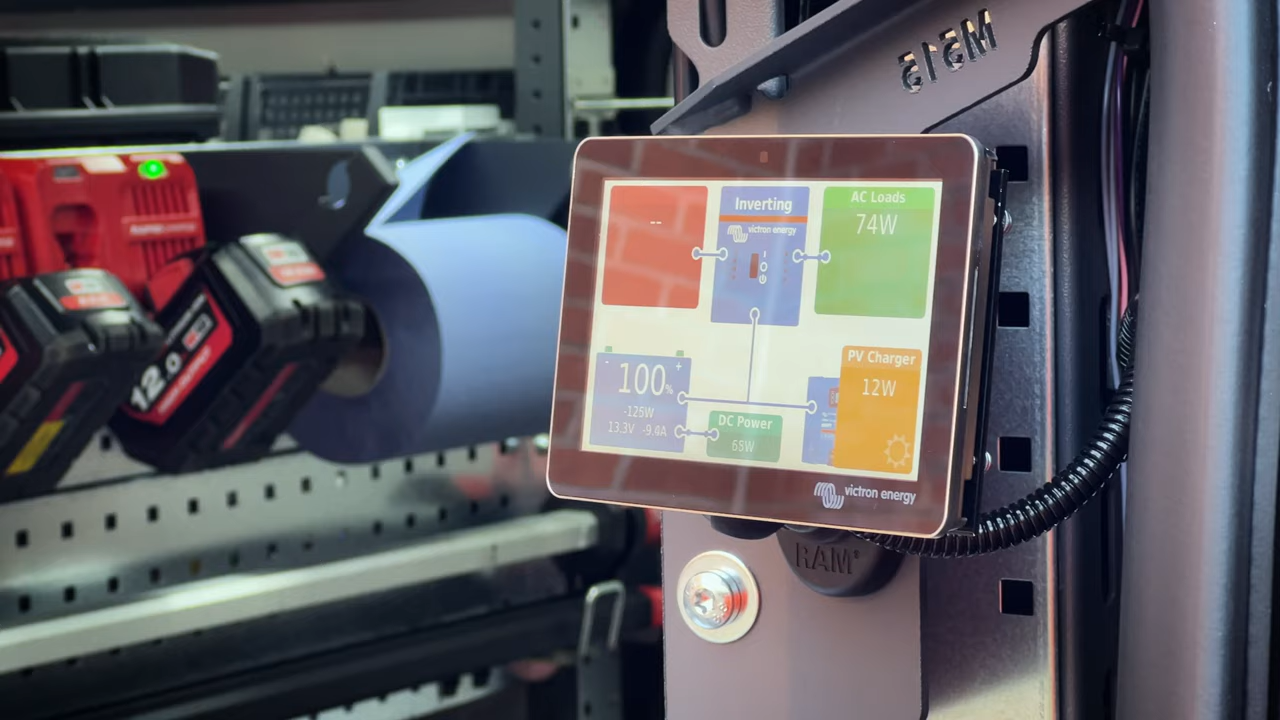 M515
--
Inverting
victron energy
AC Loads
74W
100%
-125W
13.3V -9.4A
DC Power
65W
PV Charger
12W
victron energy
RAM®
12.0